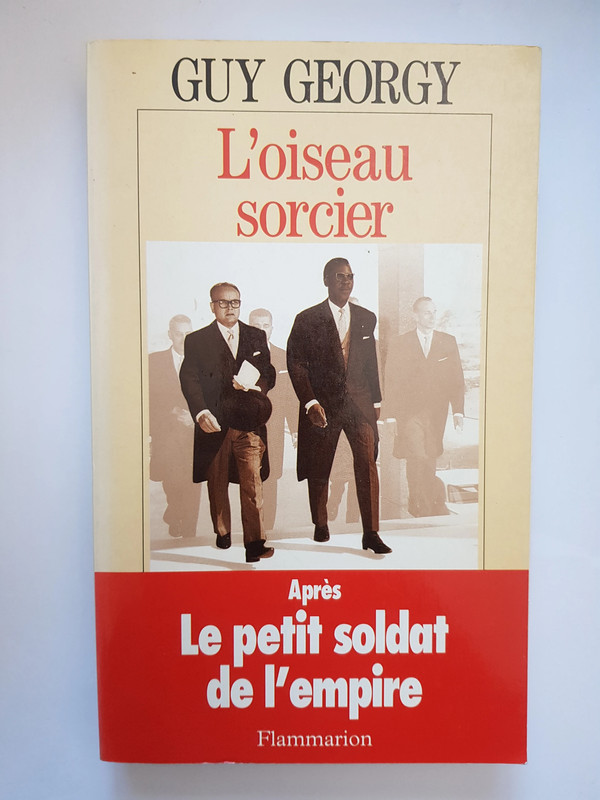 GUY GEORGY
L'oiseau
sorcier
Après
Le petit soldat
de l'empire
Flammarion